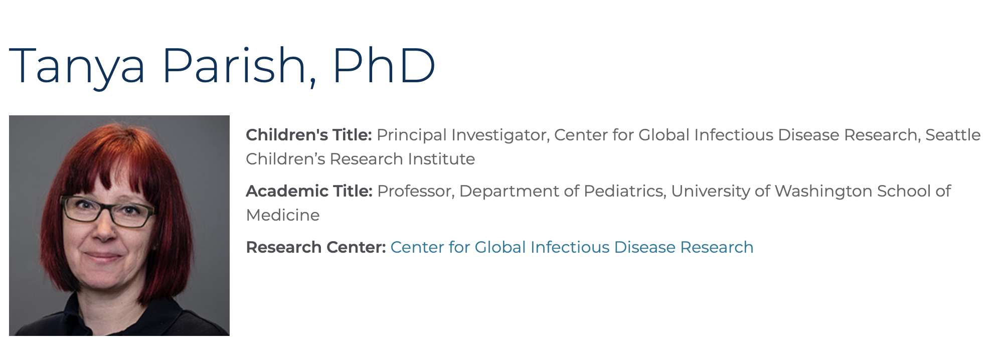 Tanya Parish, PhD
Children's Title: Principal Investigator, Center for Global Infectious Disease Research, Seattle
Children’s Research Institute
Academic Title: Professor, Department of Pediatrics, University of Washington School of
Medicine
Research Center: Center for Global Infectious Disease Research